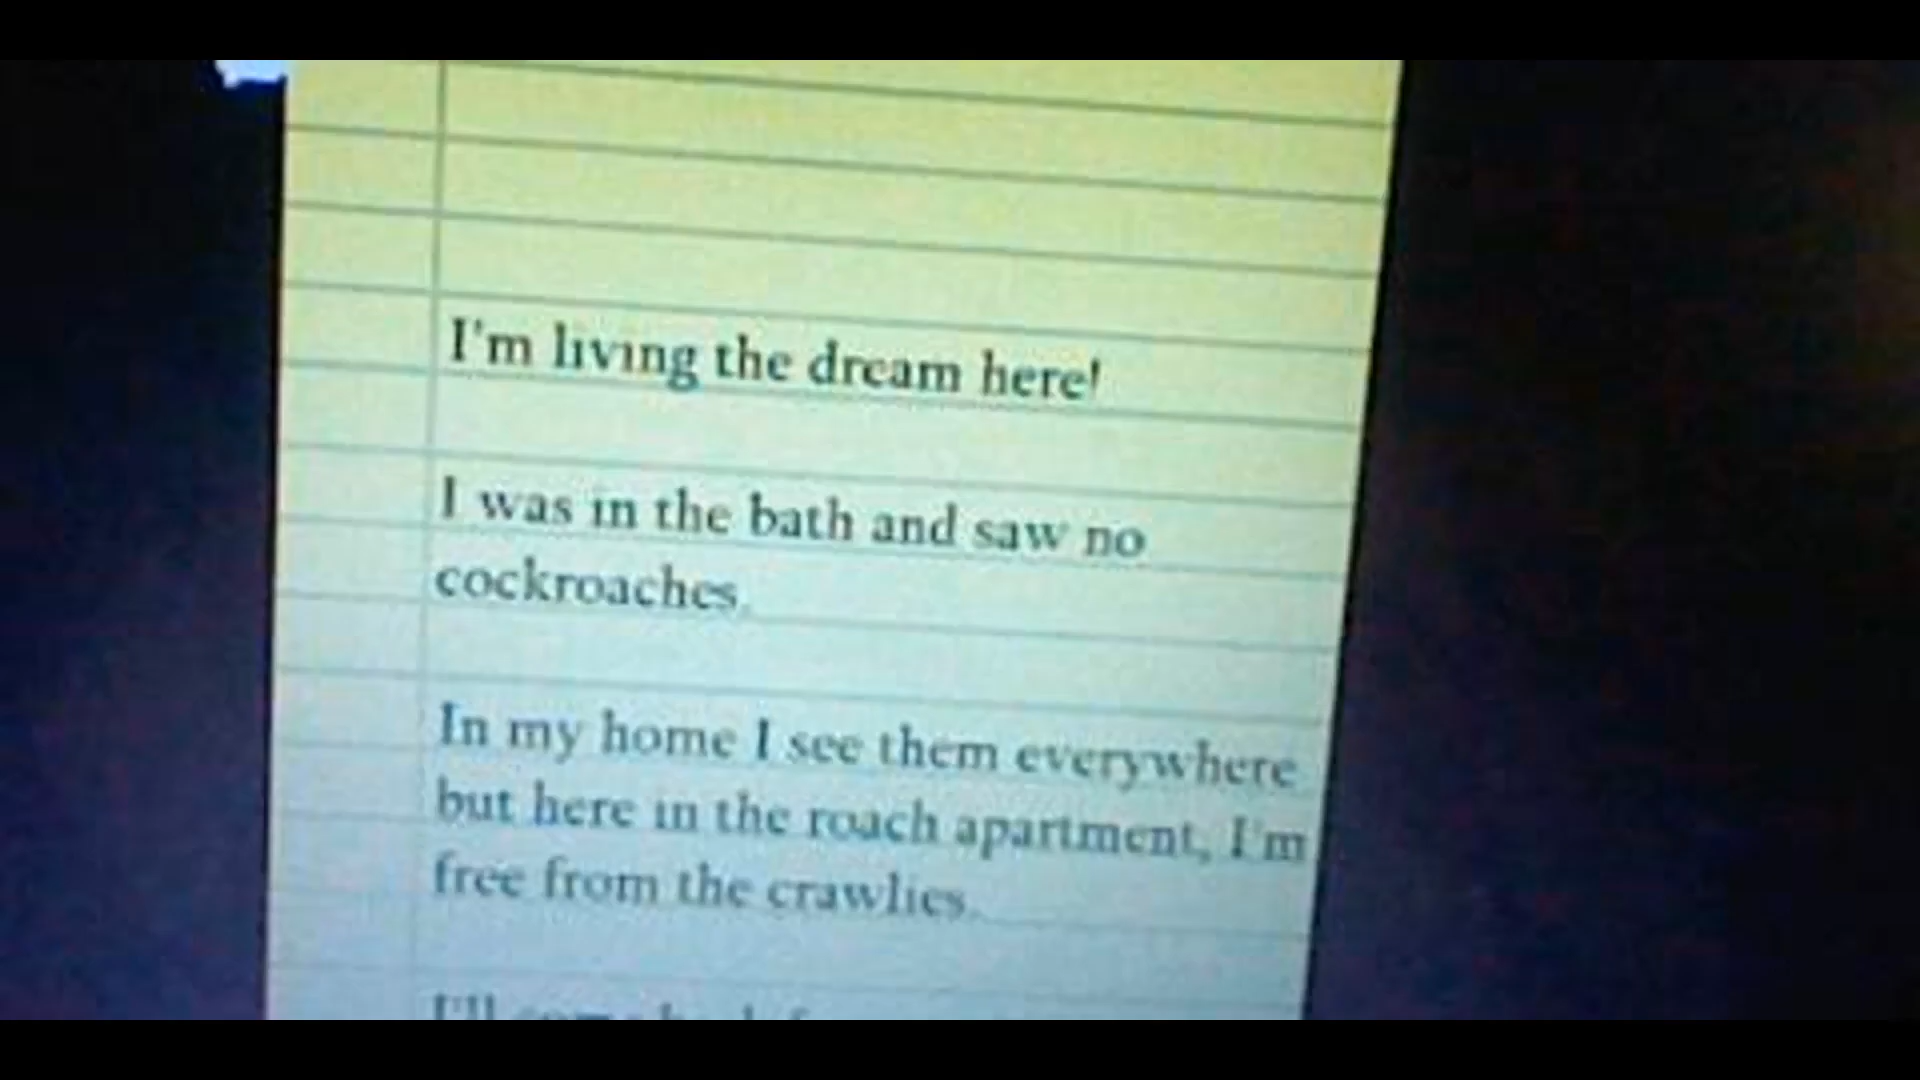 I'm living the dream here!
I was in the bath and saw no
cockroaches.
In my home I see them everywhere
but here in the roach apartment, I'm
free from the crawlies.
I'll